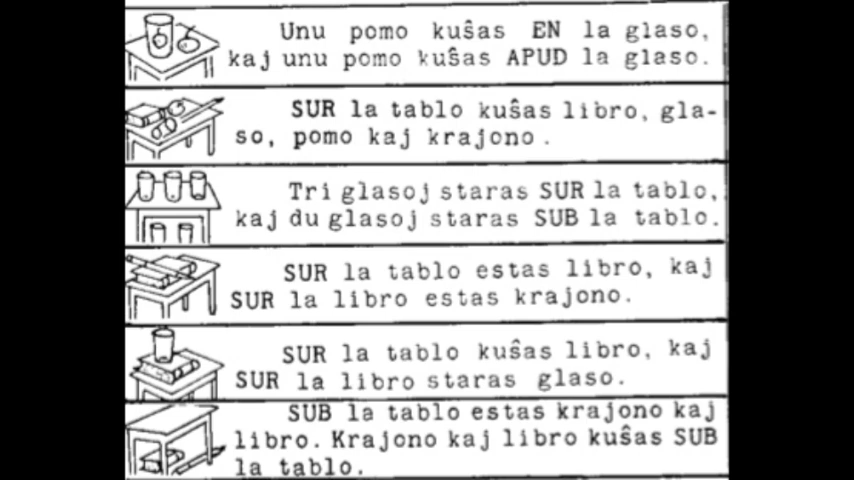 Unu pomo kuŝas EN la glaso,
kaj unu pomo kuŝas APUD la glaso.
SUR la tablo kuŝas libro, gla-
so, pomo kaj krajono.
Tri glasoj staras SUR la tablo,
kaj du glasoj staras SUB la tablo.
SUR la tablo estas libro, kaj
SUR la libro estas krajono.
SUR la tablo kuŝas libro, kaj
SUR la libro staras glaso.
SUB la tablo estas krajono kaj
libro. Krajono kaj libro kuŝas SUB
la tablo.